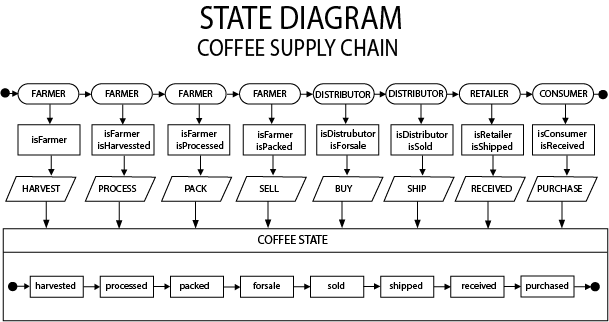 STATE DIAGRAM
COFFEE SUPPLY CHAIN
FARMER FARMER FARMER FARMER DISTRIBUTOR DISTRIBUTOR RETAILER CONSUMER
isFarmer
isFarmer
isHarvessted
isFarmer
isProcessed
isFarmer
isPacked
isDistrubutor
isForsale
isDistributor
isSold
isRetailer
isShipped
isConsumer
isReceived
HARVEST PROCESS PACK SELL BUY SHIP RECEIVED PURCHASE
COFFEE STATE
harvested processed packed forsale sold shipped received purchased